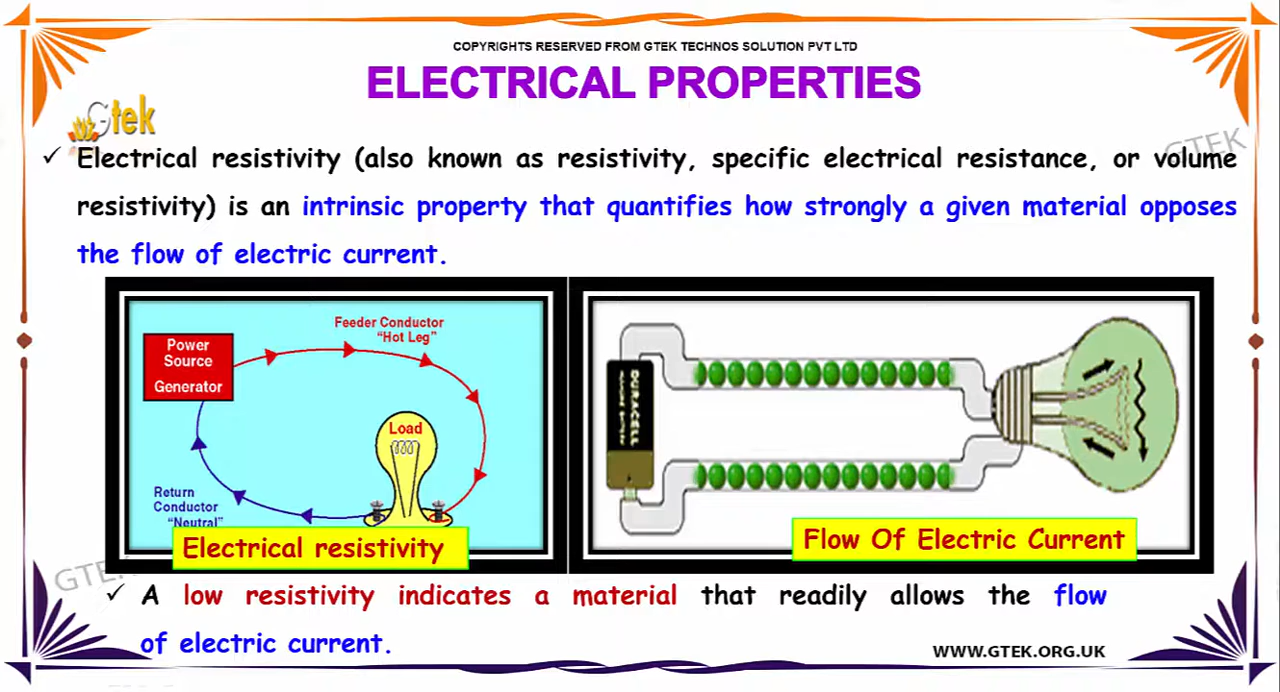 COPYRIGHTS RESERVED FROM GTEK TECHNOS SOLUTION PVT LTD
ELECTRICAL PROPERTIES
Gtek
GTEK
✓ Electrical resistivity (also known as resistivity, specific electrical resistance, or volume
resistivity) is an intrinsic property that quantifies how strongly a given material opposes
the flow of electric current.
Power
Source
Generator
Feeder Conductor
"Hot Leg"
Load
Return
Conductor
"Neutral"
Electrical resistivity
DURACELL
Flow Of Electric Current
GTEK
✓ A low resistivity indicates a material that readily allows the flow
of electric current.
WWW.GTEK.ORG.UK